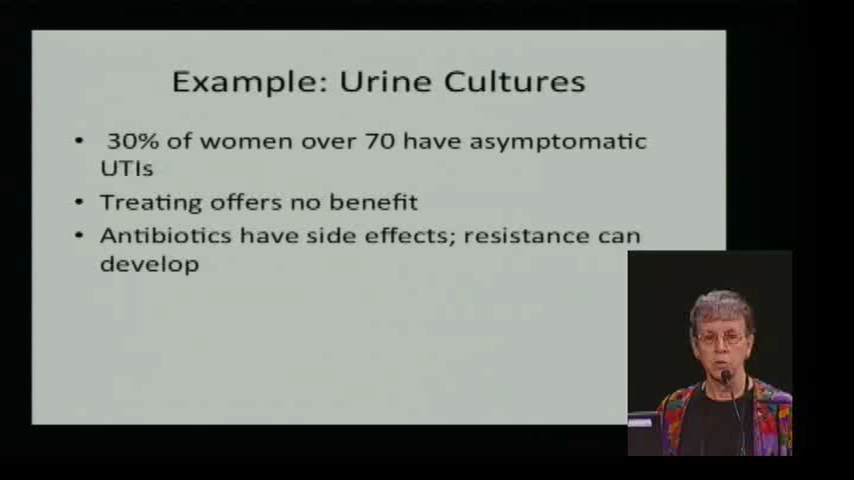 Example: Urine Cultures
• 30% of women over 70 have asymptomatic
UTIs
• Treating offers no benefit
• Antibiotics have side effects; resistance can
develop